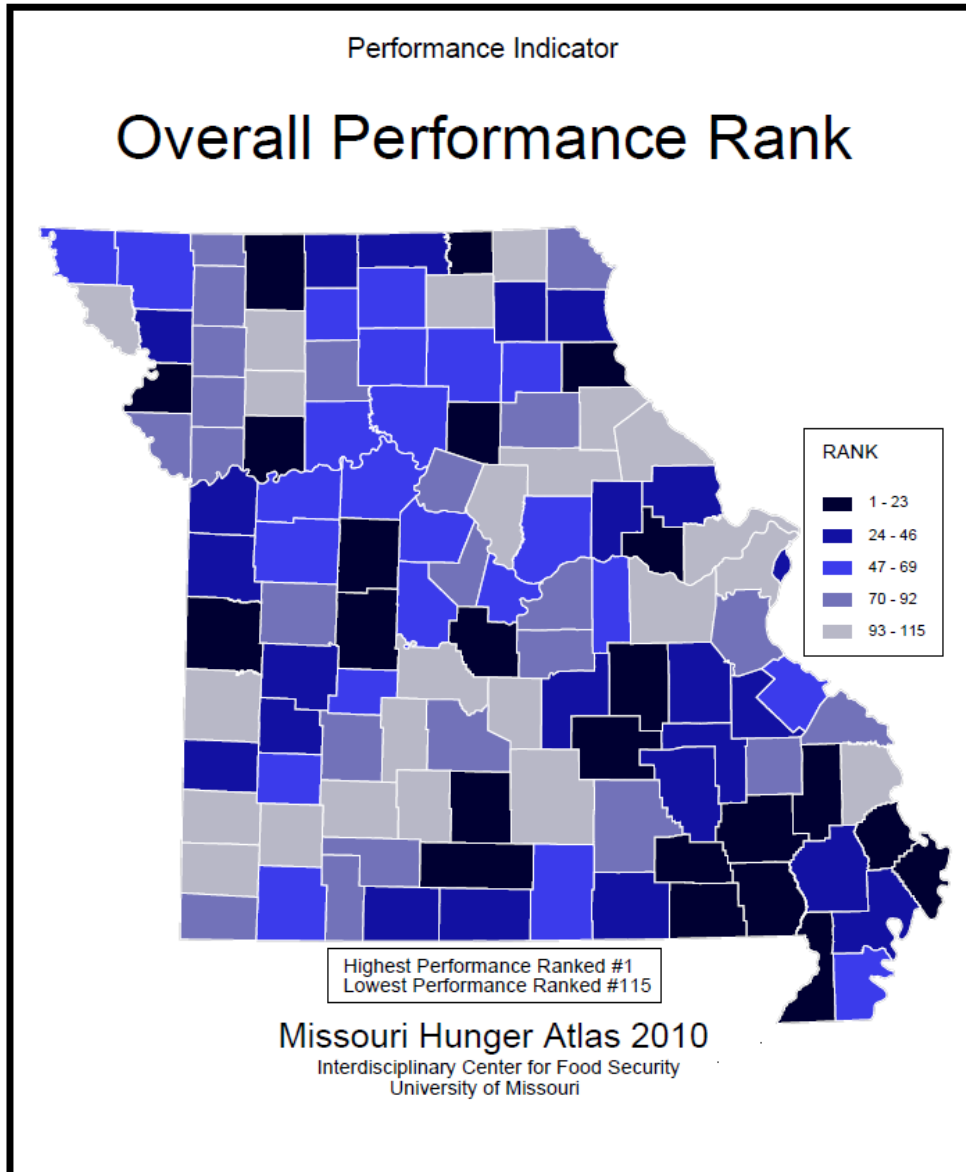 Performance Indicator
Overall Performance Rank
RANK
1 - 23
24 - 46
47 - 69
70 - 92
93 - 115
Highest Performance Ranked #1
Lowest Performance Ranked #115
Missouri Hunger Atlas 2010
Interdisciplinary Center for Food Security
University of Missouri